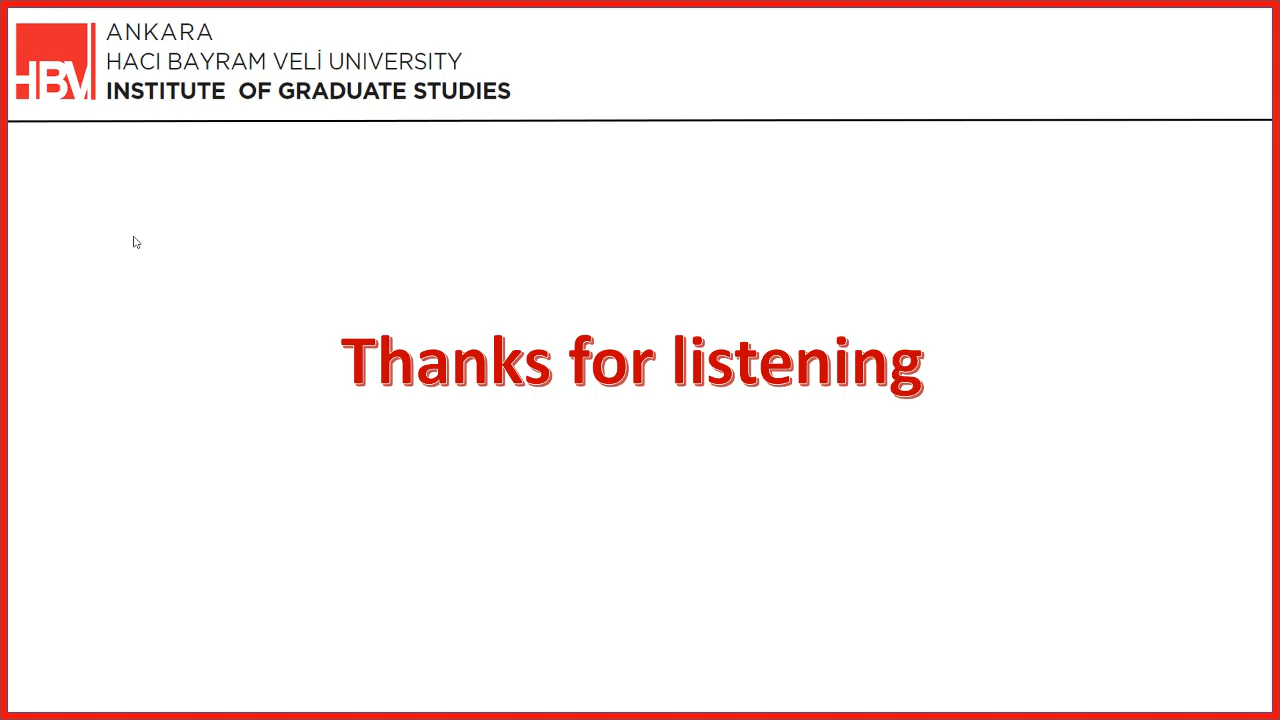 HBV
ANKARA
HACI BAYRAM VELİ UNIVERSITY
INSTITUTE OF GRADUATE STUDIES
Thanks for listening